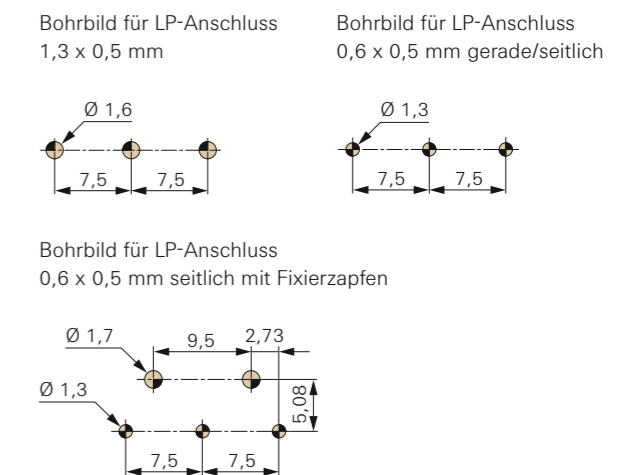 Bohrbild für LP-Anschluss
1,3 x 0,5 mm
Ø 1,6
7,5 7,5
Bohrbild für LP-Anschluss
0,6 x 0,5 mm gerade/seitlich
Ø 1,3
7,5 7,5
Bohrbild für LP-Anschluss
0,6 x 0,5 mm seitlich mit Fixierzapfen
Ø 1,7
9,5 2,73
Ø 1,3
5,08
7,5 7,5